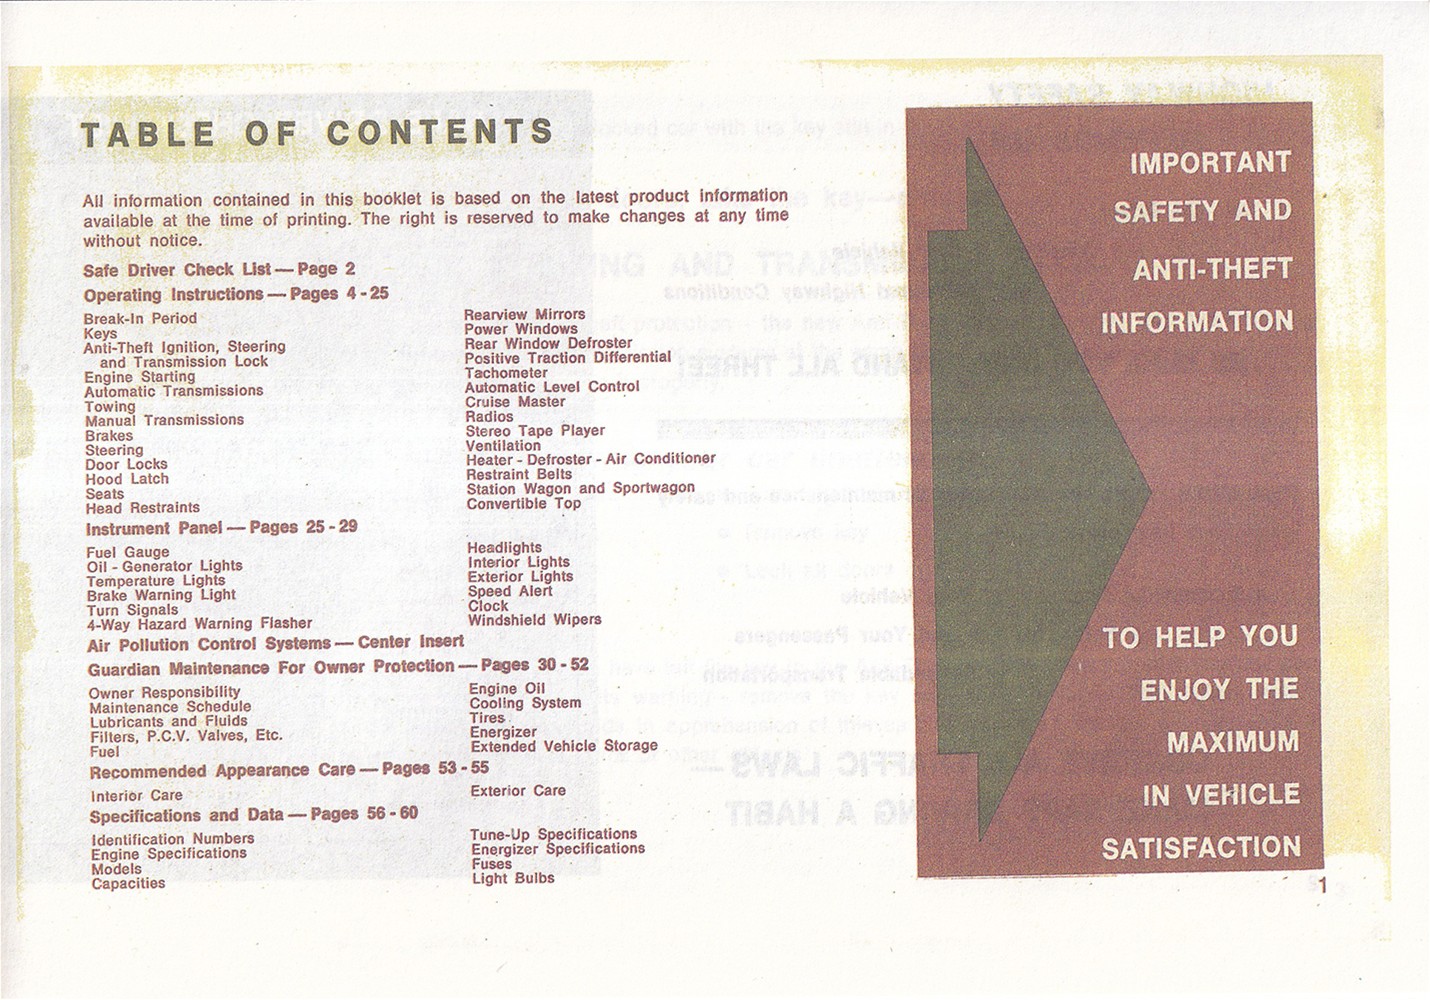 TABLE OF CONTENTS
All information contained in this booklet is based on the latest product information
available at the time of printing. The right is reserved to make changes at any time
without notice.
Safe Driver Check List — Page 2
Operating Instructions — Pages 4 - 25
Break-In Period
Keys
Anti-Theft Ignition, Steering
and Transmission Lock
Engine Starting
Automatic Transmissions
Towing
Manual Transmissions
Brakes
Steering
Door Locks
Hood Latch
Seats
Head Restraints
Rearview Mirrors
Power Windows
Rear Window Defroster
Positive Traction Differential
Tachometer
Automatic Level Control
Cruise Master
Radios
Stereo Tape Player
Ventilation
Heater - Defroster - Air Conditioner
Restraint Belts
Station Wagon and Sportwagon
Convertible Top
Instrument Panel — Pages 25 - 29
Fuel Gauge
Oil - Generator Lights
Temperature Lights
Brake Warning Light
Turn Signals
4-Way Hazard Warning Flasher
Headlights
Interior Lights
Exterior Lights
Speed Alert
Clock
Windshield Wipers
Air Pollution Control Systems — Center Insert
Guardian Maintenance For Owner Protection — Pages 30 - 52
Owner Responsibility
Maintenance Schedule
Lubricants and Fluids
Filters, P.C.V. Valves, Etc.
Fuel
Engine Oil
Cooling System
Tires
Energizer
Extended Vehicle Storage
Recommended Appearance Care — Pages 53 - 55
Interior Care
Exterior Care
Specifications and Data — Pages 56 - 60
Identification Numbers
Engine Specifications
Models
Capacities
Tune-Up Specifications
Energizer Specifications
Fuses
Light Bulbs
IMPORTANT
SAFETY AND
ANTI-THEFT
INFORMATION
TO HELP YOU
ENJOY THE
MAXIMUM
IN VEHICLE
SATISFACTION
1